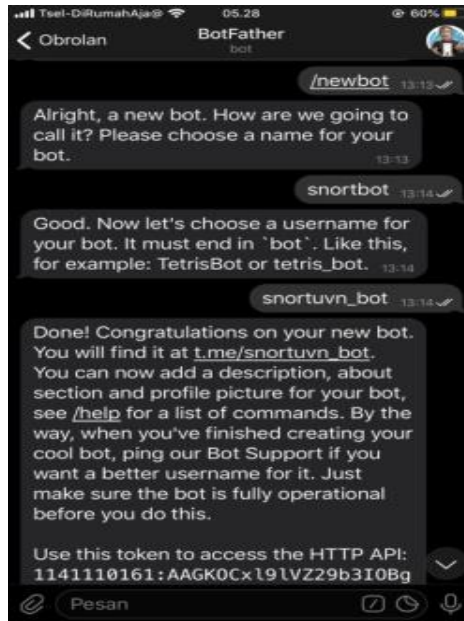 Tsel-DiRumahAja@ 05.28 60%
Obrolan BotFather
bot
/newbot 13:13
Alright, a new bot. How are we going to
call it? Please choose a name for your
bot. 13:13
snortbot 13:14
Good. Now let's choose a username for
your bot. It must end in `bot`. Like this,
for example: TetrisBot or tetris_bot. 13:14
snortuvn_bot 13:14
Done! Congratulations on your new bot.
You will find it at t.me/snortuvn_bot.
You can now add a description, about
section and profile picture for your bot,
see /help for a list of commands. By the
way, when you've finished creating your
cool bot, ping our Bot Support if you
want a better username for it. Just
make sure the bot is fully operational
before you do this.
Use this token to access the HTTP API:
1141110161:AAGKOCxl9lVZ29b3IOBg
Pesan